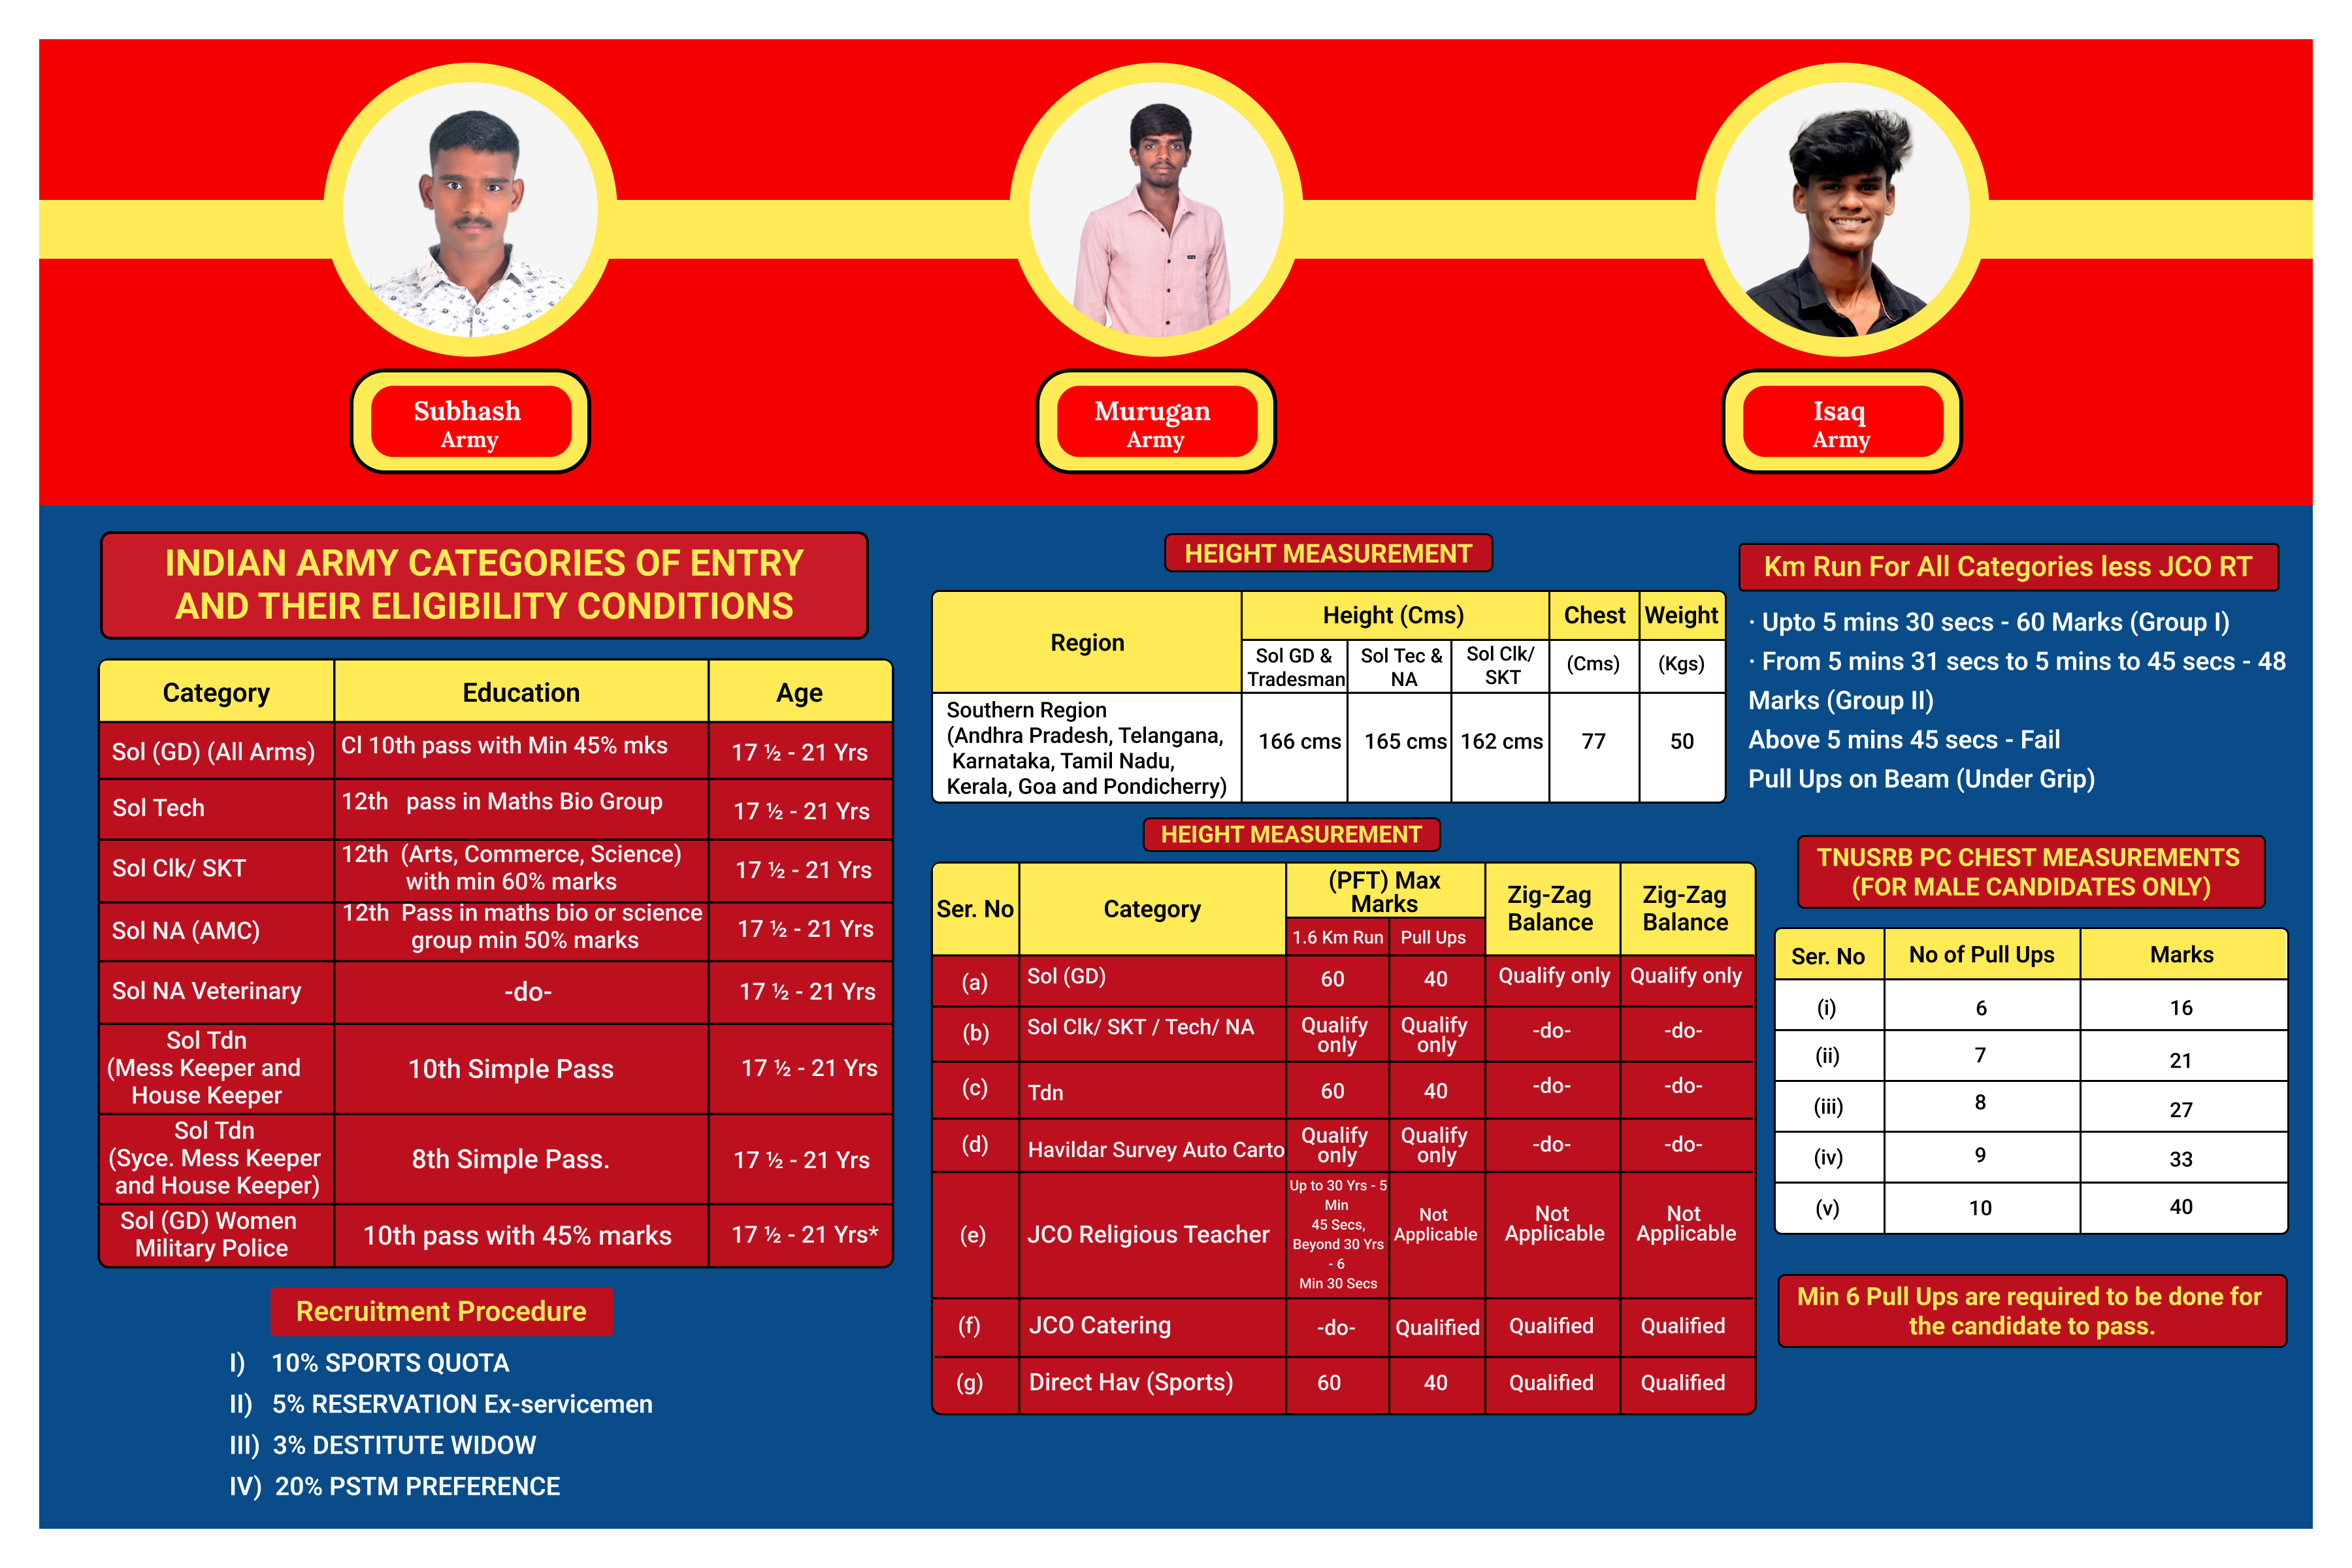 Subhash
Army
Murugan
Army
Isaq
Army
INDIAN ARMY CATEGORIES OF ENTRY
AND THEIR ELIGIBILITY CONDITIONS
Category Education Age
Sol (GD) (All Arms) Cl 10th pass with Min 45% mks 17 ½ - 21 Yrs
Sol Tech 12th pass in Maths Bio Group 17 ½ - 21 Yrs
Sol Clk/ SKT 12th (Arts, Commerce, Science)
with min 60% marks 17 ½ - 21 Yrs
Sol NA (AMC) 12th Pass in maths bio or science
group min 50% marks 17 ½ - 21 Yrs
Sol NA Veterinary -do- 17 ½ - 21 Yrs
Sol Tdn
(Mess Keeper and
House Keeper 10th Simple Pass 17 ½ - 21 Yrs
Sol Tdn
(Syce. Mess Keeper
and House Keeper) 8th Simple Pass. 17 ½ - 21 Yrs
Sol (GD) Women
Military Police 10th pass with 45% marks 17 ½ - 21 Yrs*
Recruitment Procedure
I) 10% SPORTS QUOTA
II) 5% RESERVATION Ex-servicemen
III) 3% DESTITUTE WIDOW
IV) 20% PSTM PREFERENCE
HEIGHT MEASUREMENT
Region Height (Cms) Chest Weight
Sol GD &
Tradesman Sol Tec &
NA Sol Clk/
SKT (Cms) (Kgs)
Southern Region
(Andhra Pradesh, Telangana,
Karnataka, Tamil Nadu,
Kerala, Goa and Pondicherry) 166 cms 165 cms 162 cms 77 50
HEIGHT MEASUREMENT
Ser. No Category (PFT) Max
Marks Zig-Zag
Balance Zig-Zag
Balance
1.6 Km Run Pull Ups
(a) Sol (GD) 60 40 Qualify only Qualify only
(b) Sol Clk/ SKT / Tech/ NA Qualify
only Qualify
only -do- -do-
(c) Tdn 60 40 -do- -do-
(d) Havildar Survey Auto Carto Qualify
only Qualify
only -do- -do-
(e) JCO Religious Teacher Up to 30 Yrs - 5
Min
45 Secs,
Beyond 30 Yrs
- 6
Min 30 Secs Not
Applicable Not
Applicable Not
Applicable
(f) JCO Catering -do- Qualified Qualified Qualified
(g) Direct Hav (Sports) 60 40 Qualified Qualified
Km Run For All Categories less JCO RT
· Upto 5 mins 30 secs - 60 Marks (Group I)
· From 5 mins 31 secs to 5 mins to 45 secs - 48
Marks (Group II)
Above 5 mins 45 secs - Fail
Pull Ups on Beam (Under Grip)
TNUSRB PC CHEST MEASUREMENTS
(FOR MALE CANDIDATES ONLY)
Ser. No No of Pull Ups Marks
(i) 6 16
(ii) 7 21
(iii) 8 27
(iv) 9 33
(v) 10 40
Min 6 Pull Ups are required to be done for
the candidate to pass.